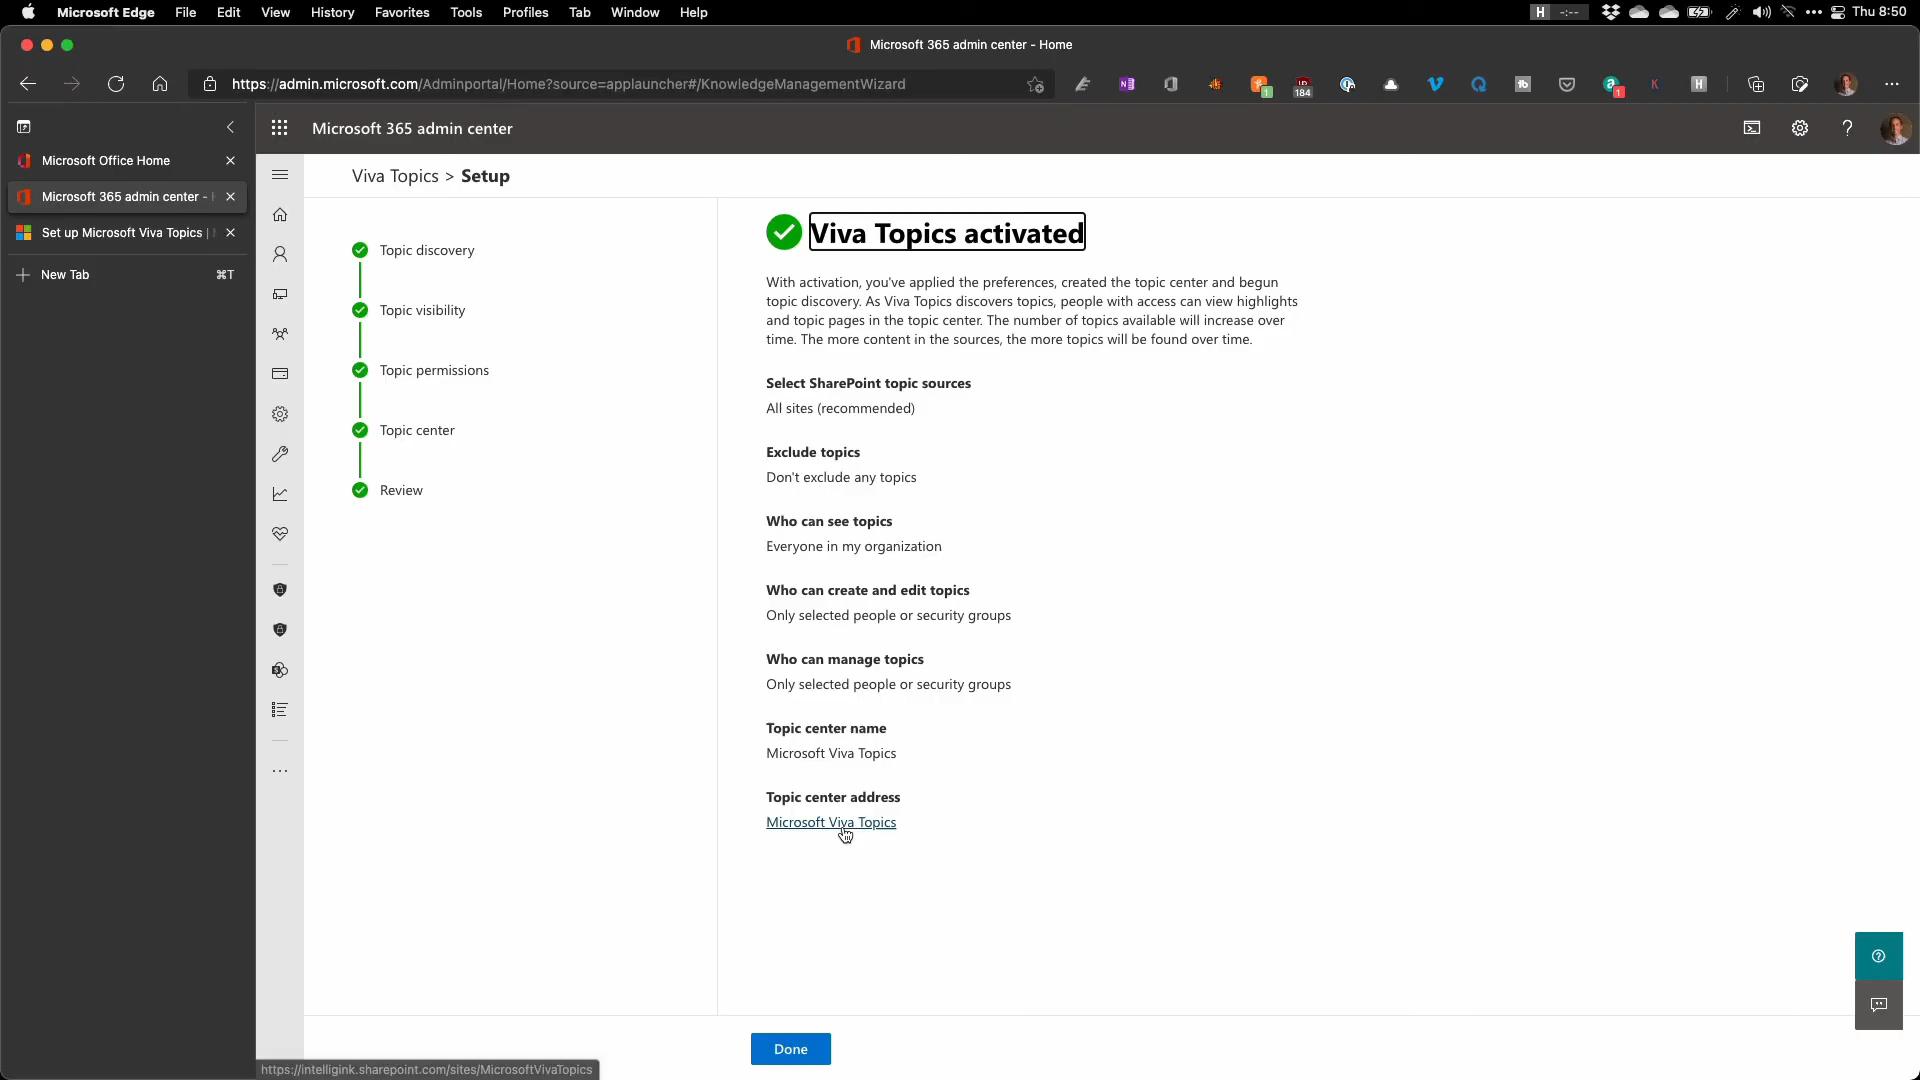 Microsoft Edge File Edit View History Favorites Tools Profiles Tab Window Help
H -:-- Thu 8:50
Microsoft 365 admin center - Home
https://admin.microsoft.com/Adminportal/Home?source=applauncher#/KnowledgeManagementWizard
1 184 1
Microsoft Office Home
Microsoft 365 admin center -
Set up Microsoft Viva Topics |
New Tab ⌘T
Microsoft 365 admin center
Viva Topics > Setup
Topic discovery
Topic visibility
Topic permissions
Topic center
Review
Viva Topics activated
With activation, you've applied the preferences, created the topic center and begun
topic discovery. As Viva Topics discovers topics, people with access can view highlights
and topic pages in the topic center. The number of topics available will increase over
time. The more content in the sources, the more topics will be found over time.
Select SharePoint topic sources
All sites (recommended)
Exclude topics
Don't exclude any topics
Who can see topics
Everyone in my organization
Who can create and edit topics
Only selected people or security groups
Who can manage topics
Only selected people or security groups
Topic center name
Microsoft Viva Topics
Topic center address
Microsoft Viva Topics
Done
https://intelligink.sharepoint.com/sites/MicrosoftVivaTopics